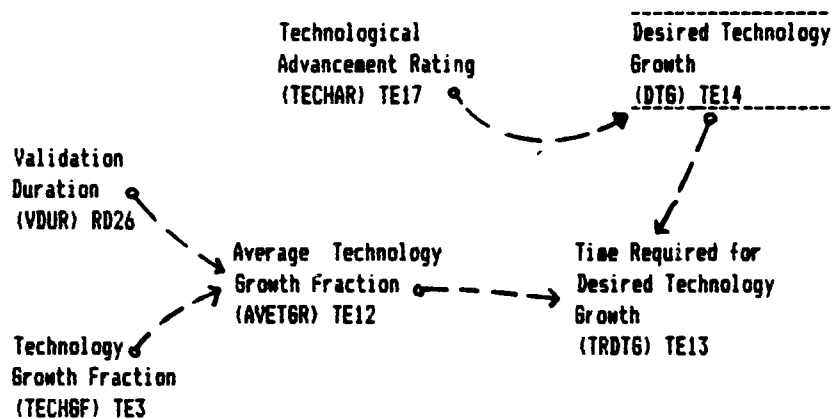 Technological
Advancement Rating
(TECHAR) TE17
Desired Technology
Growth
(DTG) TE14
Validation
Duration
(VDUR) RD26
Average Technology
Growth Fraction
(AVETGR) TE12
Time Required for
Desired Technology
Growth
(TRDTG) TE13
Technology
Growth Fraction
(TECHGF) TE3